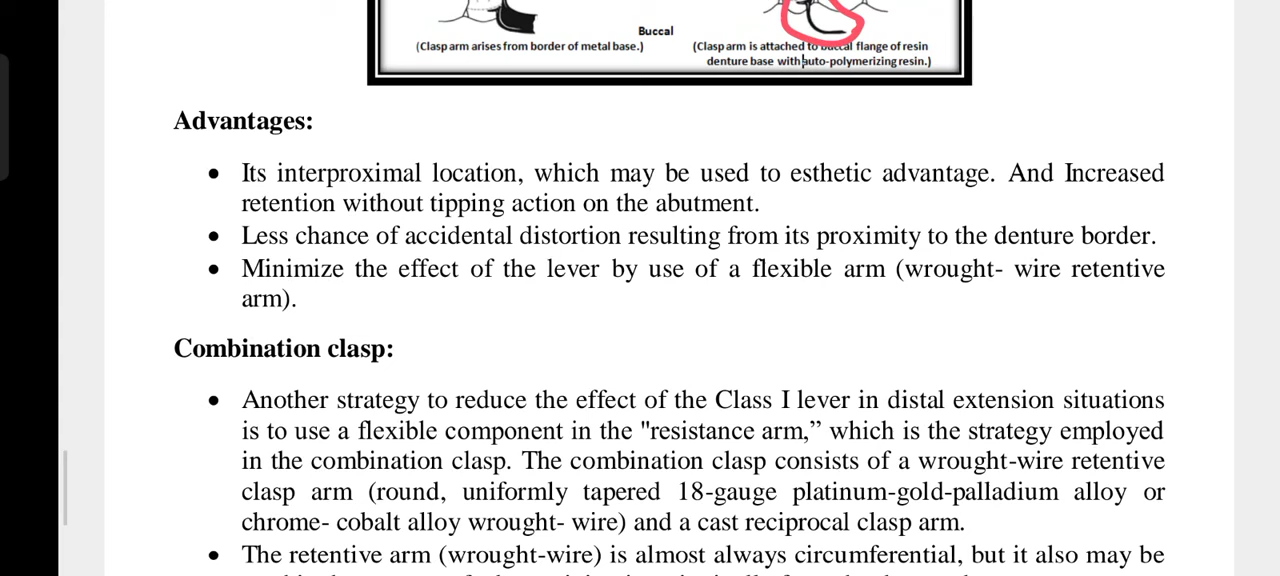 Buccal
(Clasp arm arises from border of metal base.)
(Clasp arm is attached to buccal flange of resin
denture base with auto-polymerizing resin.)
Advantages:
• Its interproximal location, which may be used to esthetic advantage. And Increased
retention without tipping action on the abutment.
• Less chance of accidental distortion resulting from its proximity to the denture border.
• Minimize the effect of the lever by use of a flexible arm (wrought- wire retentive
arm).
Combination clasp:
• Another strategy to reduce the effect of the Class I lever in distal extension situations
is to use a flexible component in the "resistance arm,” which is the strategy employed
in the combination clasp. The combination clasp consists of a wrought-wire retentive
clasp arm (round, uniformly tapered 18-gauge platinum-gold-palladium alloy or
chrome- cobalt alloy wrought- wire) and a cast reciprocal clasp arm.
• The retentive arm (wrought-wire) is almost always circumferential, but it also may be